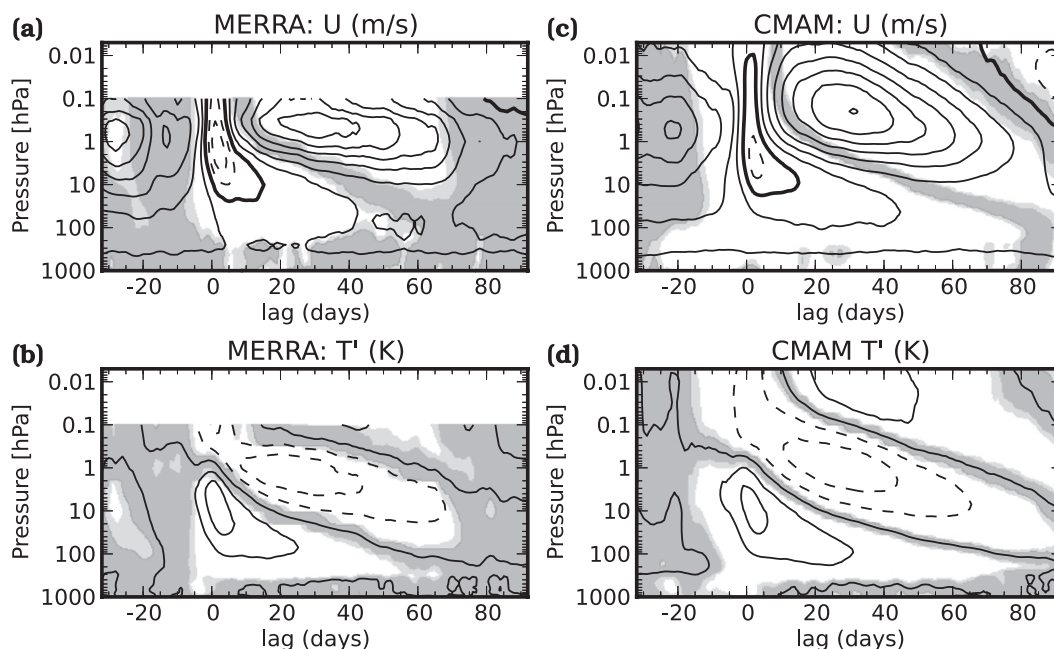 (a) MERRA: U (m/s)
Pressure [hPa]
0.01
0.1
1
10
100
1000
-20 0 20 40 60 80
lag (days)
(c) CMAM: U (m/s)
Pressure [hPa]
0.01
0.1
1
10
100
1000
-20 0 20 40 60 80
lag (days)
(b) MERRA: T' (K)
Pressure [hPa]
0.01
0.1
1
10
100
1000
-20 0 20 40 60 80
lag (days)
(d) CMAM T' (K)
Pressure [hPa]
0.01
0.1
1
10
100
1000
-20 0 20 40 60 80
lag (days)